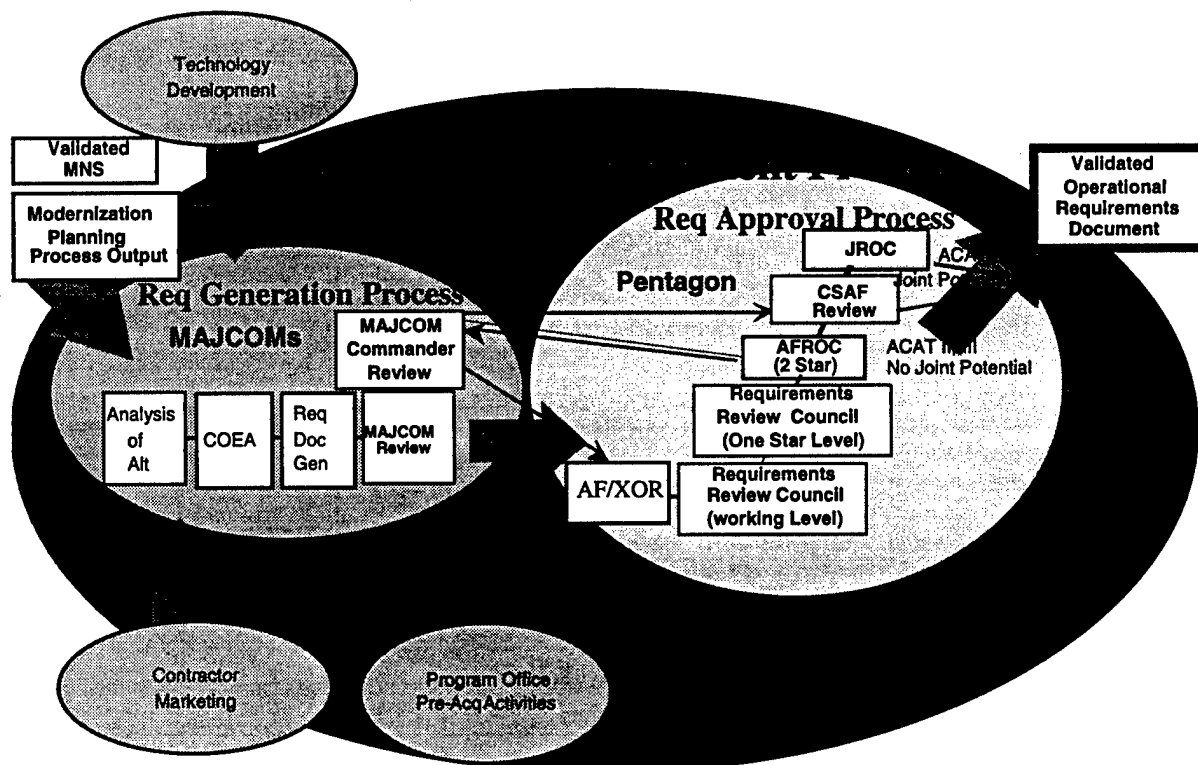 Technology
Development
Validated
MNS
Modernization
Planning
Process Output
Validated
Operational
Requirements
Document
Req Approval Process
JROC
Pentagon
CSAF
Review
AFROC
(2 Star)
No Joint Potential
Requirements
Review Council
(One Star Level)
AF/XOR
Requirements
Review Council
(working Level)
Req Generation Process
MAJCOMs
MAJCOM
Commander
Review
Analysis
of
Alt
COEA
Req
Doc
Gen
MAJCOM
Review
Contractor
Marketing
Program Office
Pre-Acq Activities